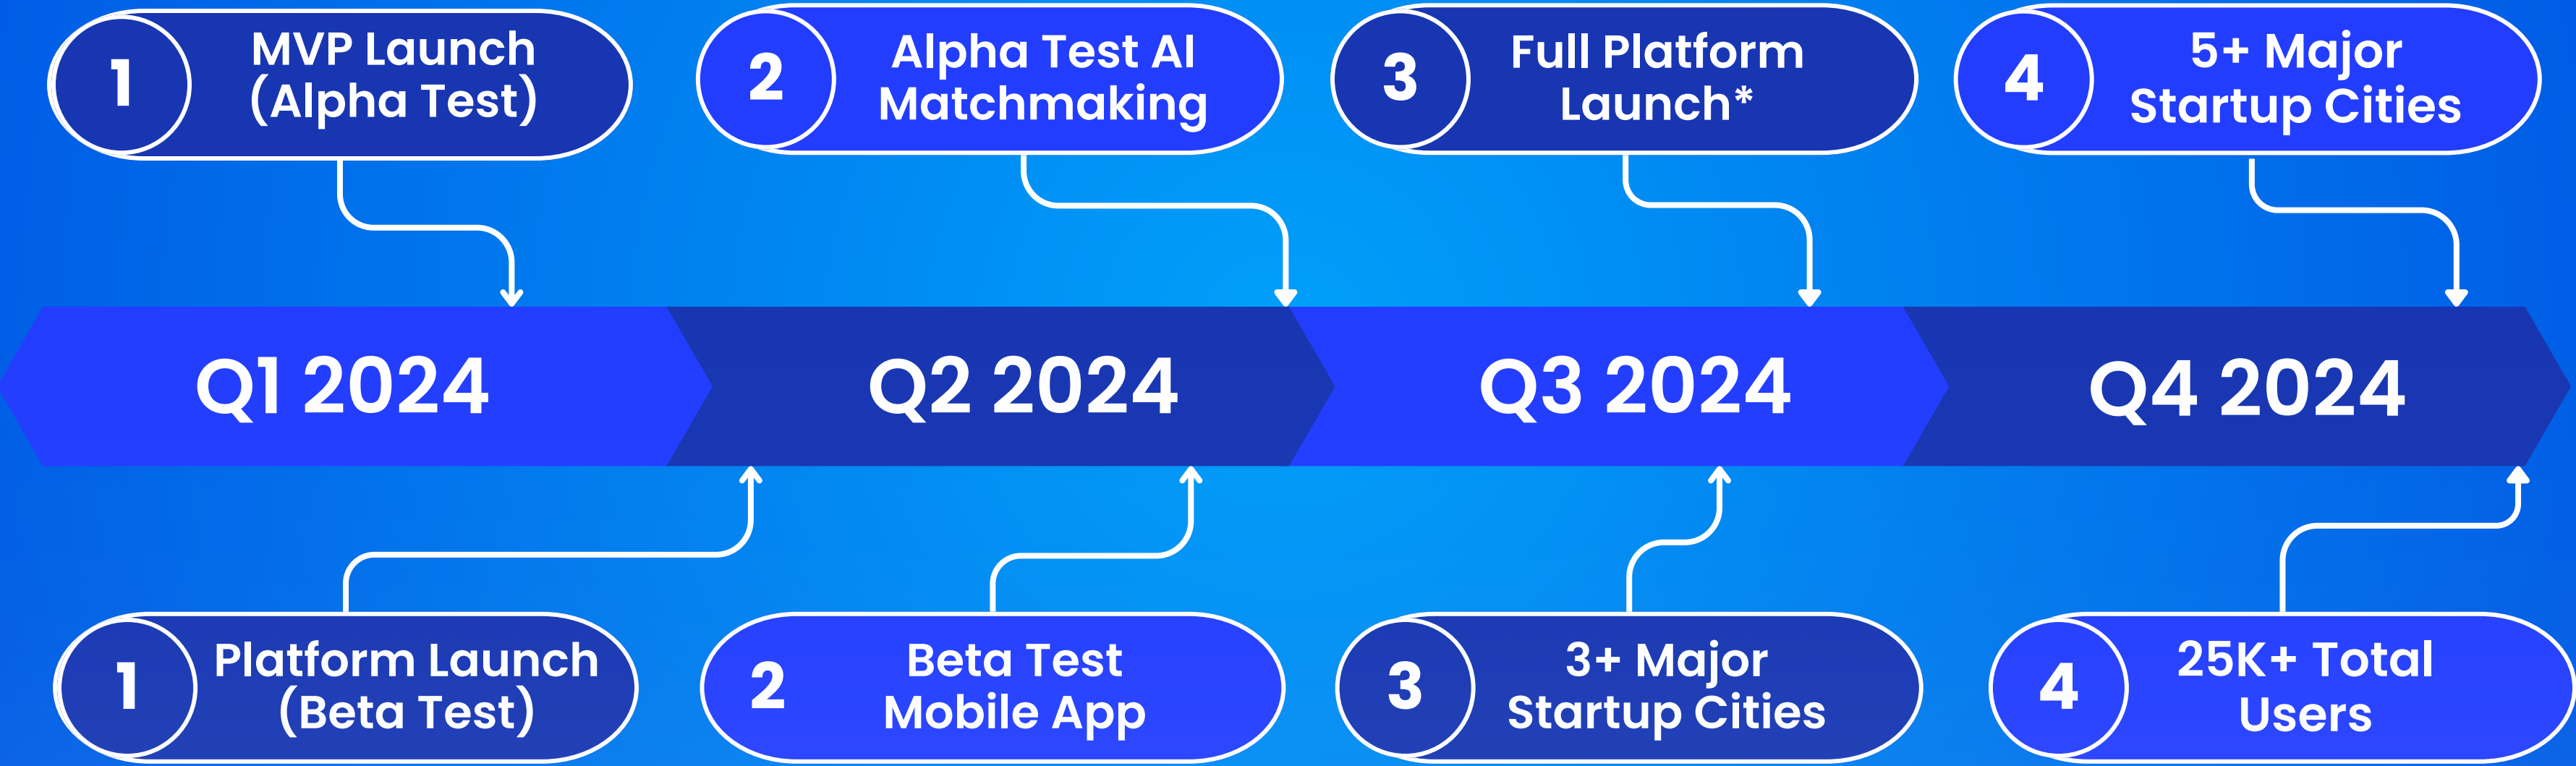 1
MVP Launch
(Alpha Test)
2
Alpha Test AI
Matchmaking
3
Full Platform
Launch*
4
5+ Major
Startup Cities
Q1 2024
Q2 2024
Q3 2024
Q4 2024
1
Platform Launch
(Beta Test)
2
Beta Test
Mobile App
3
3+ Major
Startup Cities
4
25K+ Total
Users